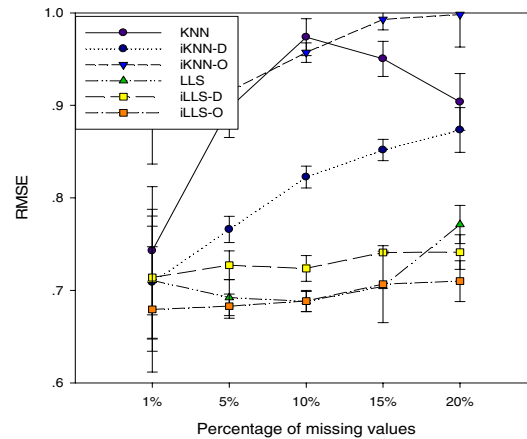 KNN
iKNN-D
iKNN-O
LLS
iLLS-D
iLLS-O
RMSE
1.0
.9
.8
.7
.6
1%
5%
10%
15%
20%
Percentage of missing values